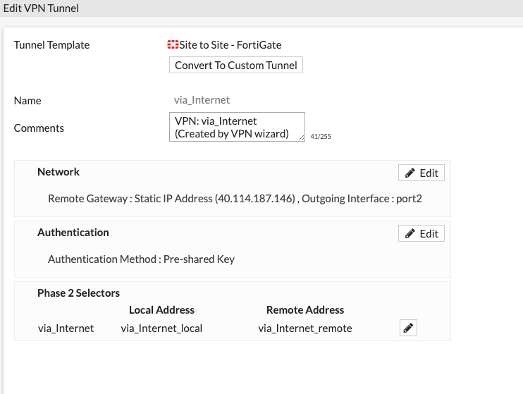 Edit VPN Tunnel
Tunnel Template Site to Site - FortiGate
Convert To Custom Tunnel
Name via_Internet
Comments VPN: via_Internet
(Created by VPN wizard) 41/255
Network Edit
Remote Gateway : Static IP Address (40.114.187.146) , Outgoing Interface : port2
Authentication Edit
Authentication Method : Pre-shared Key
Phase 2 Selectors
Local Address Remote Address
via_Internet via_Internet_local via_Internet_remote